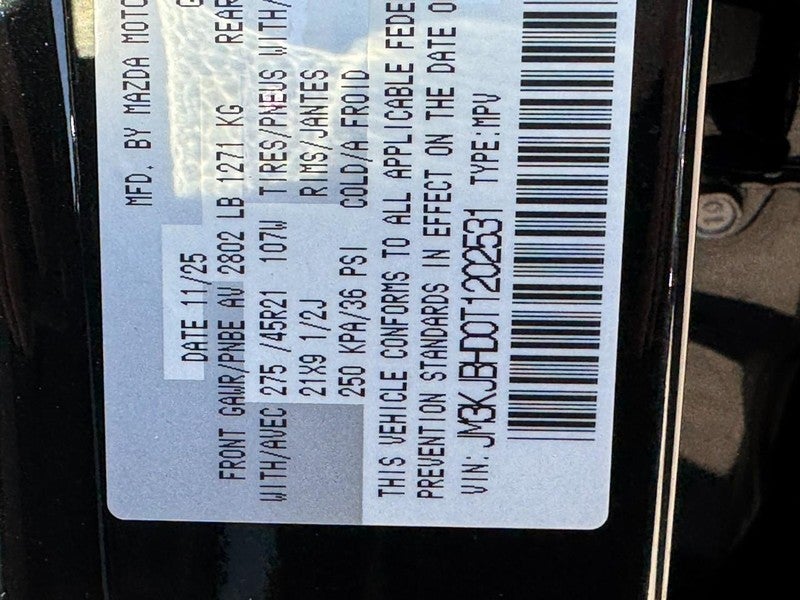 MFD. BY MAZDA MOTO
DATE 11/25 G
FRONT GAWR/PNBE AV 2802 LB 1271 KG REAR
WITH/AVEC 275 /45R21 107W TIRES/PNEUS WITH/
21X9 1/2J RIMS/JANTES
250 KPA/36 PSI COLD/A FROID
THIS VEHICLE CONFORMS TO ALL APPLICABLE FEDE
PREVENTION STANDARDS IN EFFECT ON THE DATE O
VIN: JM3KJBHD0T1202531 TYPE:MPV